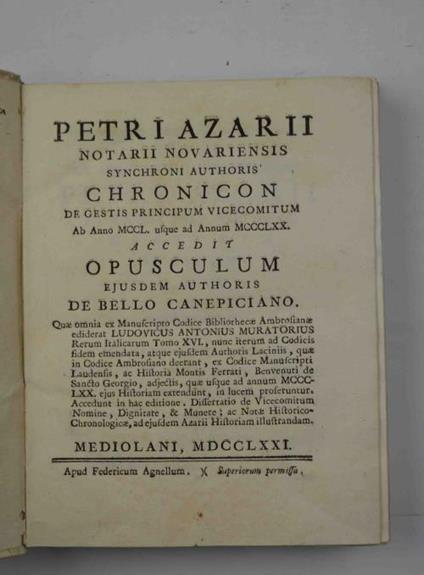 PETRI AZARII
NOTARII NOVARIENSIS
SYNCHRONI AUTHORIS
CHRONICON
DE GESTIS PRINCIPUM VICECOMITUM
Ab Anno MCCL. usque ad Annum MCCCLXX.
ACCEDIT
OPUSCULUM
EJUSDEM AUTHORIS
DE BELLO CANEPICIANO.
Quæ omnia ex Manuscripto Codice Bibliothecæ Ambrosianæ
ediderat LUDOVICUS ANTONIUS MURATORIUS
Rerum Italicarum Tomo XVI., nunc iterum ad Codicis
fidem emendata, atque ejusdem Authoris Laciniis, quæ
in Codice Ambrosiano deerant, ex Codice Manuscripti
Laudensis, ac Historia Montis Ferrati, Benvenuti de
Sancto Georgio, adjectis, quæ usque ad annum MCCC-
LXX. ejus Historiam extendunt, in lucem proferuntur.
Accedunt in hac editione. Dissertatio de Vicecomitum
Nomine, Dignitate, & Munere; ac Notæ Historico-
Chronologicæ, ad ejusdem Azarii Historiam illustrandam.
MEDIOLANI, MDCCLXXI.
Apud Federicum Agnellum. X Superiorum permissu.